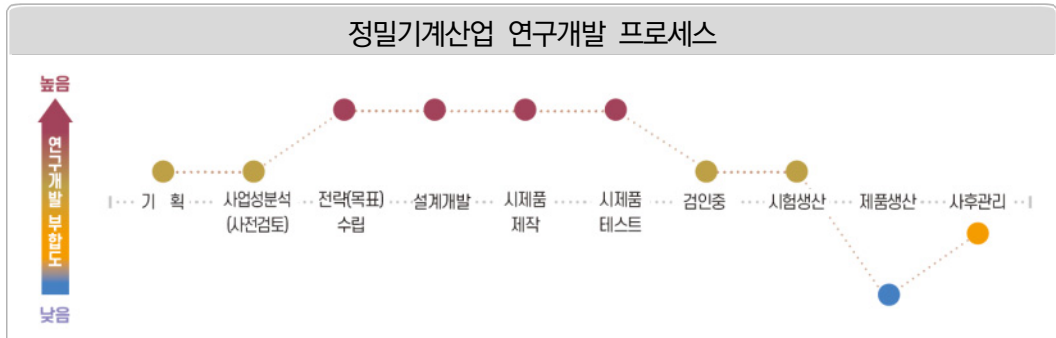 정밀기계산업 연구개발 프로세스
높음
연구개발 부합도
낮음
기 획 사업성분석 전략(목표) 설계개발 시제품 시제품 검인중 시험생산 제품생산 사후관리
(사전검토) 수립 제작 테스트